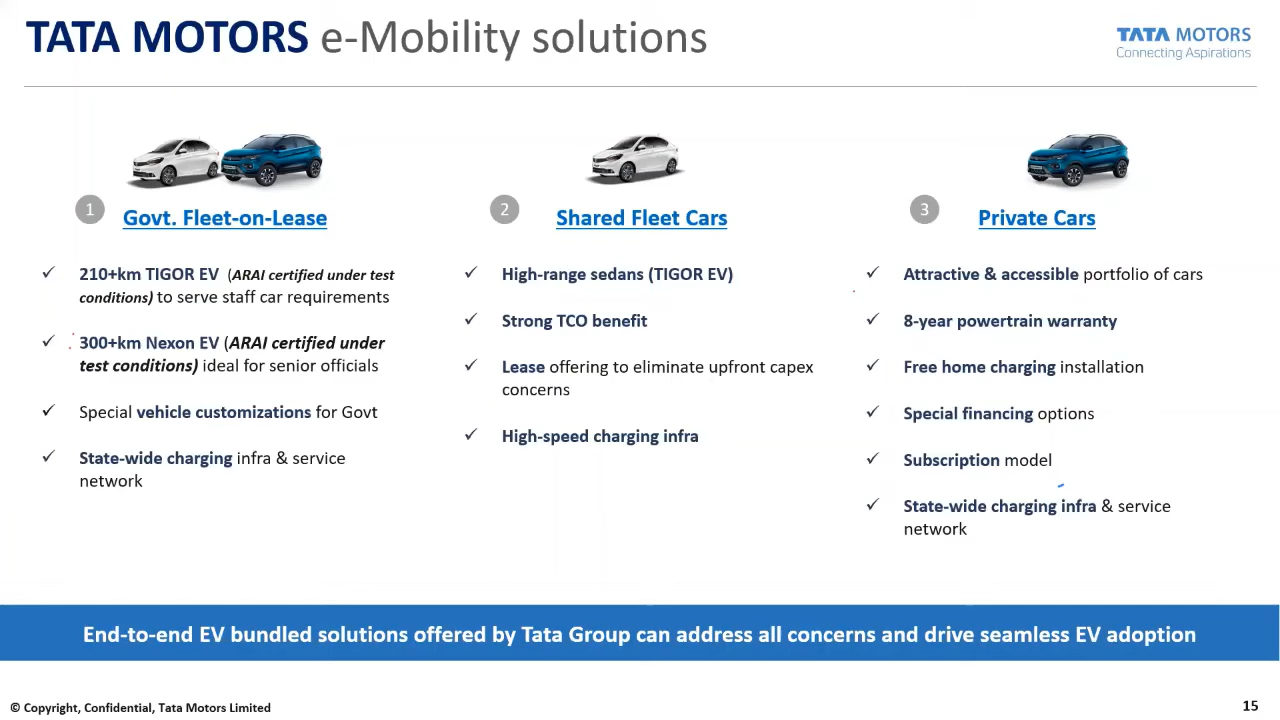 TATA MOTORS e-Mobility solutions
TATA MOTORS
Connecting Aspirations
1
Govt. Fleet-on-Lease
✓ 210+km TIGOR EV (ARAI certified under test
conditions) to serve staff car requirements
✓ 300+km Nexon EV (ARAI certified under
test conditions) ideal for senior officials
✓ Special vehicle customizations for Govt
✓ State-wide charging infra & service
network
2
Shared Fleet Cars
✓ High-range sedans (TIGOR EV)
✓ Strong TCO benefit
✓ Lease offering to eliminate upfront capex
concerns
✓ High-speed charging infra
3
Private Cars
✓ Attractive & accessible portfolio of cars
✓ 8-year powertrain warranty
✓ Free home charging installation
✓ Special financing options
✓ Subscription model
✓ State-wide charging infra & service
network
End-to-end EV bundled solutions offered by Tata Group can address all concerns and drive seamless EV adoption
© Copyright, Confidential, Tata Motors Limited
15